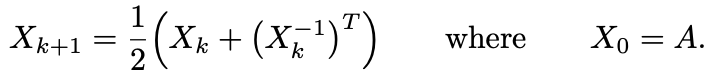 X_{k+1} = \frac{1}{2}\left(X_k + \left(X_k^{-1}\right)^T\right) \qquad \text{where} \qquad X_0 = A.